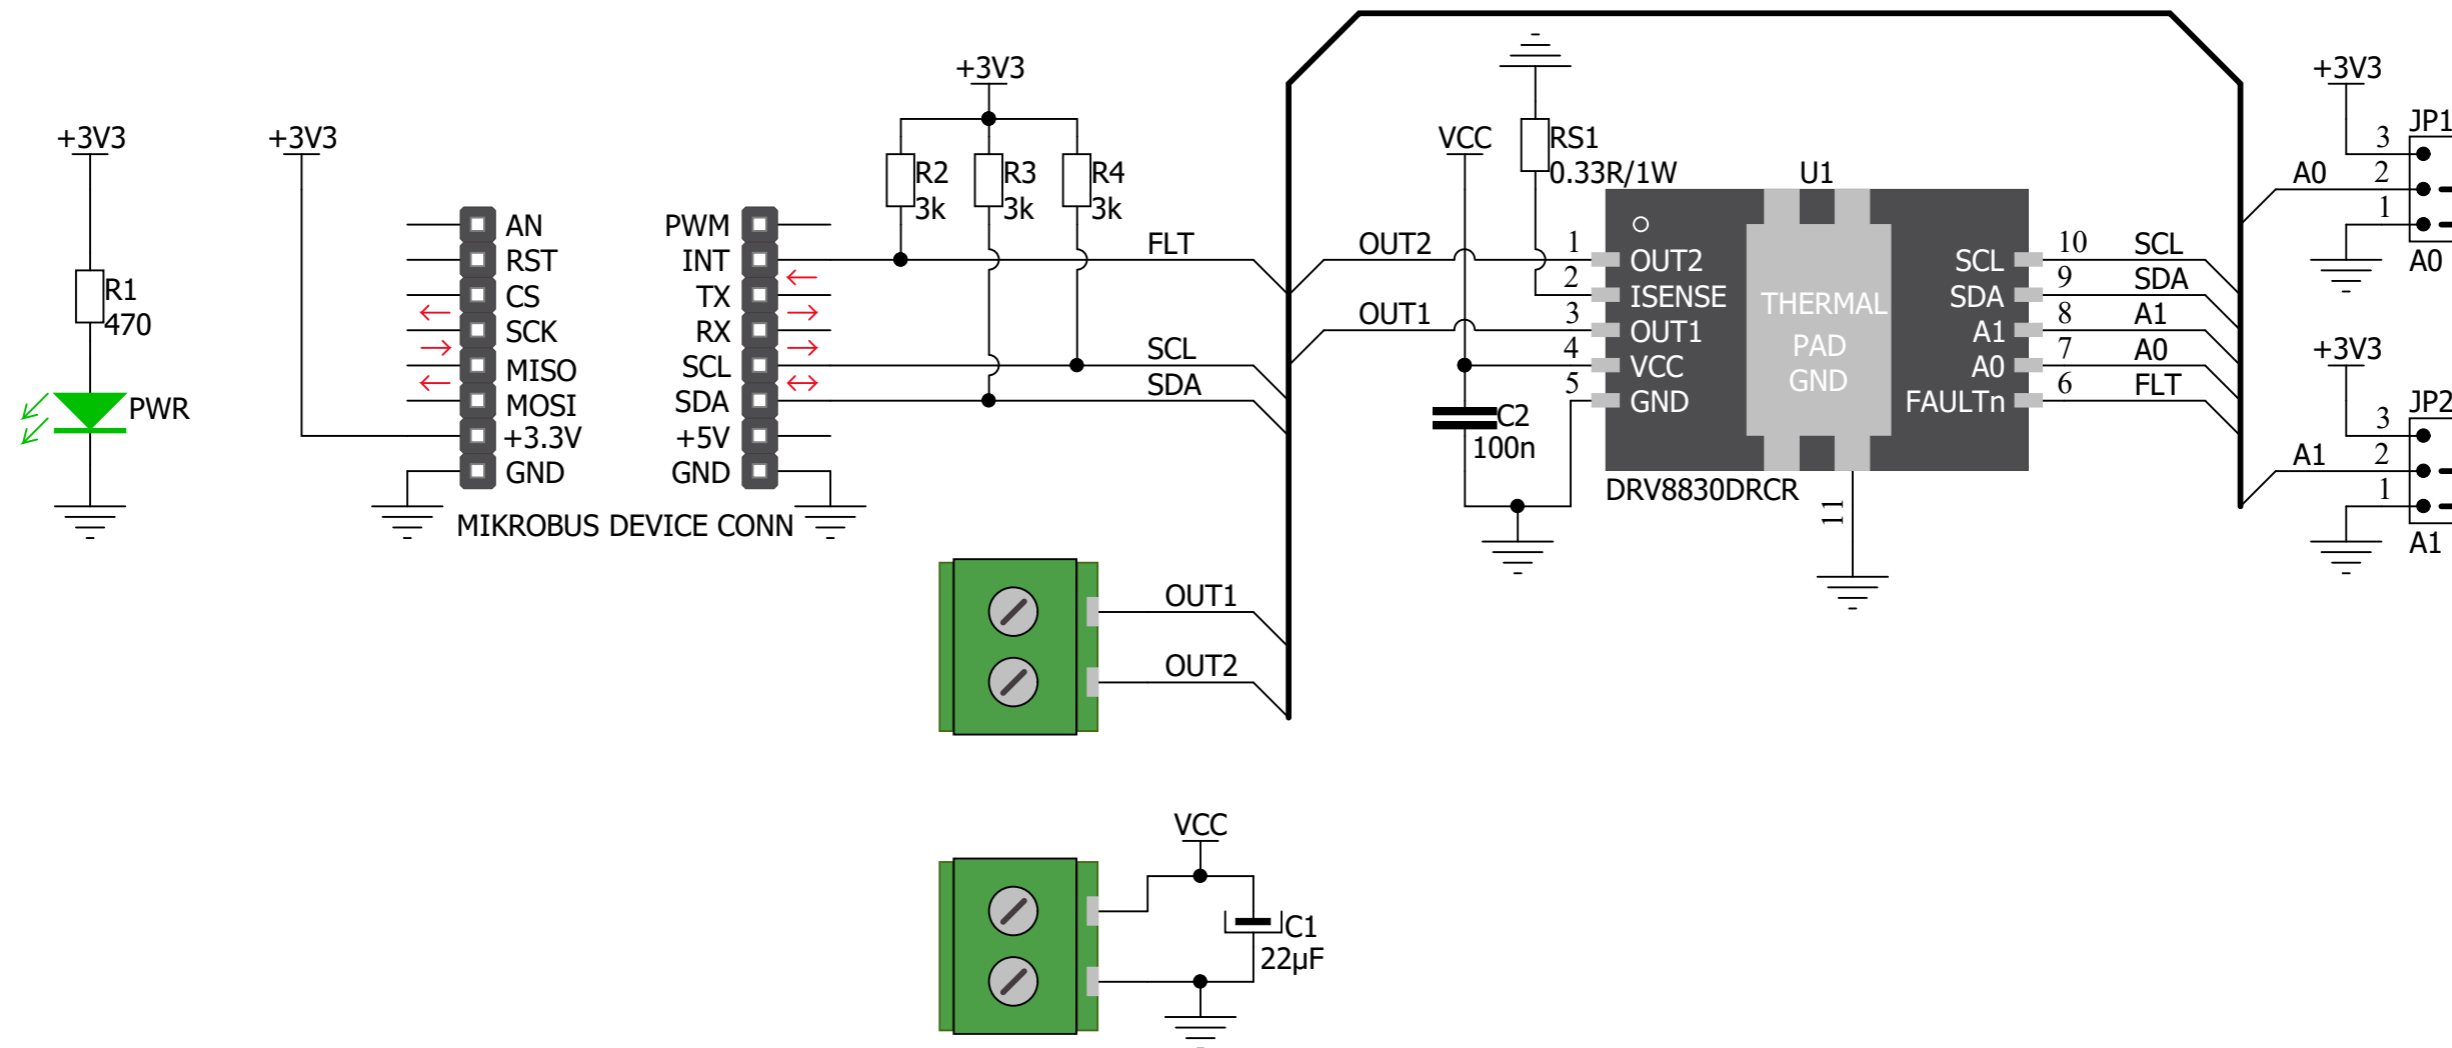 +3V3
R1
470
PWR
+3V3
AN
RST
CS
SCK
MISO
MOSI
+3.3V
GND
PWM
INT
TX
RX
SCL
SDA
+5V
GND
MIKROBUS DEVICE CONN
+3V3
R2
3k
R3
3k
R4
3k
FLT
SCL
SDA
OUT1
OUT2
VCC
C1
22µF
OUT2
OUT1
VCC
RS1
0.33R/1W
C2
100n
U1
1
2
3
4
5
OUT2
ISENSE
OUT1
VCC
GND
THERMAL
PAD
GND
SCL
SDA
A1
A0
FAULTn
10
9
8
7
6
SCL
SDA
A1
A0
FLT
DRV8830DRCR
11
+3V3
JP1
3
A0
2
1
A0
+3V3
JP2
3
A1
2
1
A1